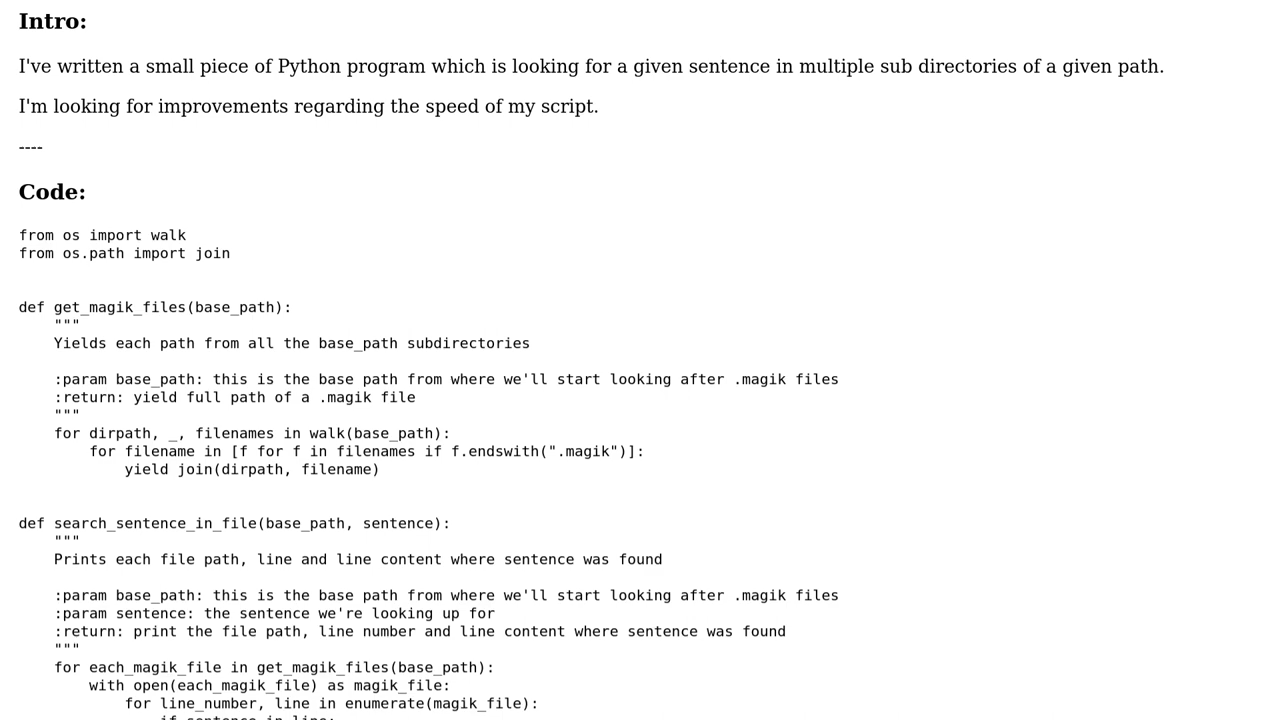 Intro:
I've written a small piece of Python program which is looking for a given sentence in multiple sub directories of a given path.
I'm looking for improvements regarding the speed of my script.
----
Code:
from os import walk
from os.path import join
def get_magik_files(base_path):
    """
    Yields each path from all the base_path subdirectories
    :param base_path: this is the base path from where we'll start looking after .magik files
    :return: yield full path of a .magik file
    """
    for dirpath, _, filenames in walk(base_path):
        for filename in [f for f in filenames if f.endswith(".magik")]:
            yield join(dirpath, filename)
def search_sentence_in_file(base_path, sentence):
    """
    Prints each file path, line and line content where sentence was found
    :param base_path: this is the base path from where we'll start looking after .magik files
    :param sentence: the sentence we're looking up for
    :return: print the file path, line number and line content where sentence was found
    """
    for each_magik_file in get_magik_files(base_path):
        with open(each_magik_file) as magik_file:
            for line_number, line in enumerate(magik_file):
                if sentence in line: